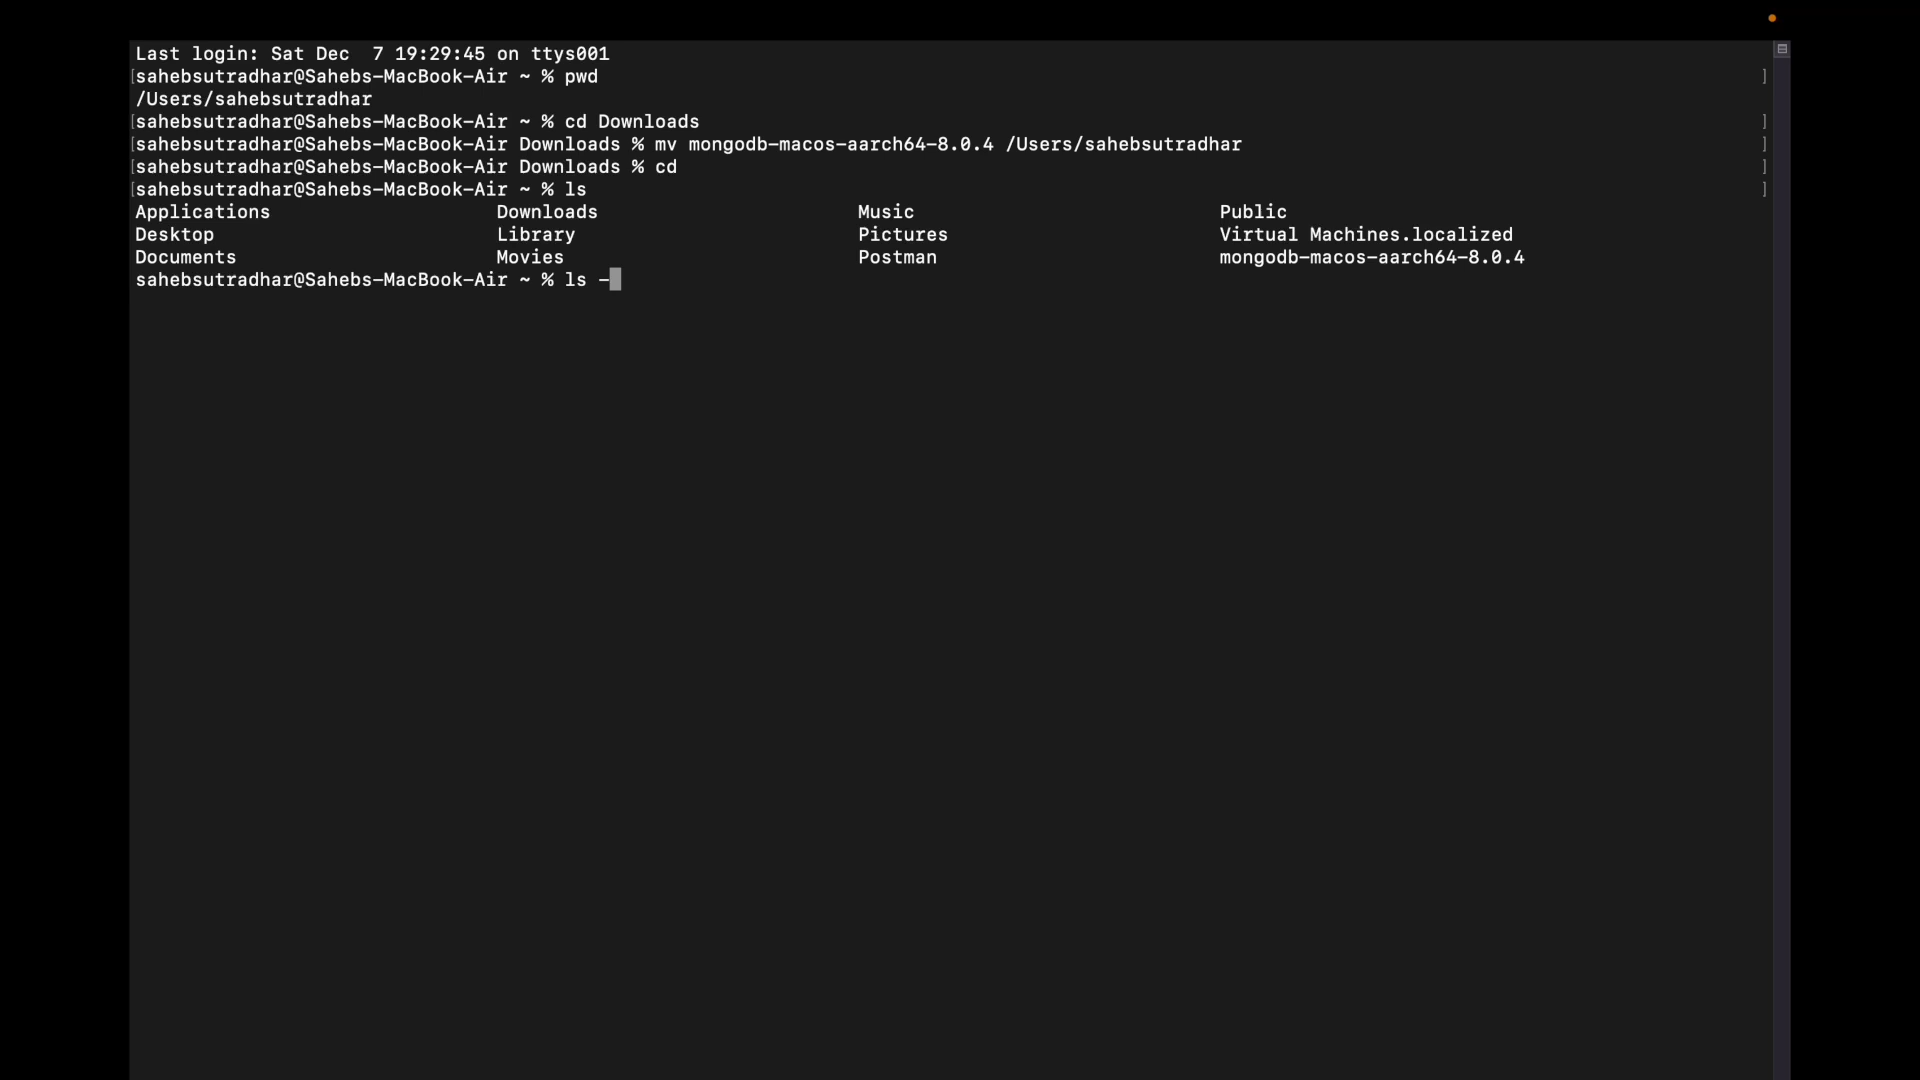 Last login: Sat Dec  7 19:29:45 on ttys001
[sahebsutradhar@Sahebs-MacBook-Air ~ % pwd ]
/Users/sahebsutradhar
[sahebsutradhar@Sahebs-MacBook-Air ~ % cd Downloads ]
[sahebsutradhar@Sahebs-MacBook-Air Downloads % mv mongodb-macos-aarch64-8.0.4 /Users/sahebsutradhar ]
[sahebsutradhar@Sahebs-MacBook-Air Downloads % cd ]
[sahebsutradhar@Sahebs-MacBook-Air ~ % ls ]
Applications Downloads Music Public
Desktop Library Pictures Virtual Machines.localized
Documents Movies Postman mongodb-macos-aarch64-8.0.4
sahebsutradhar@Sahebs-MacBook-Air ~ % ls -